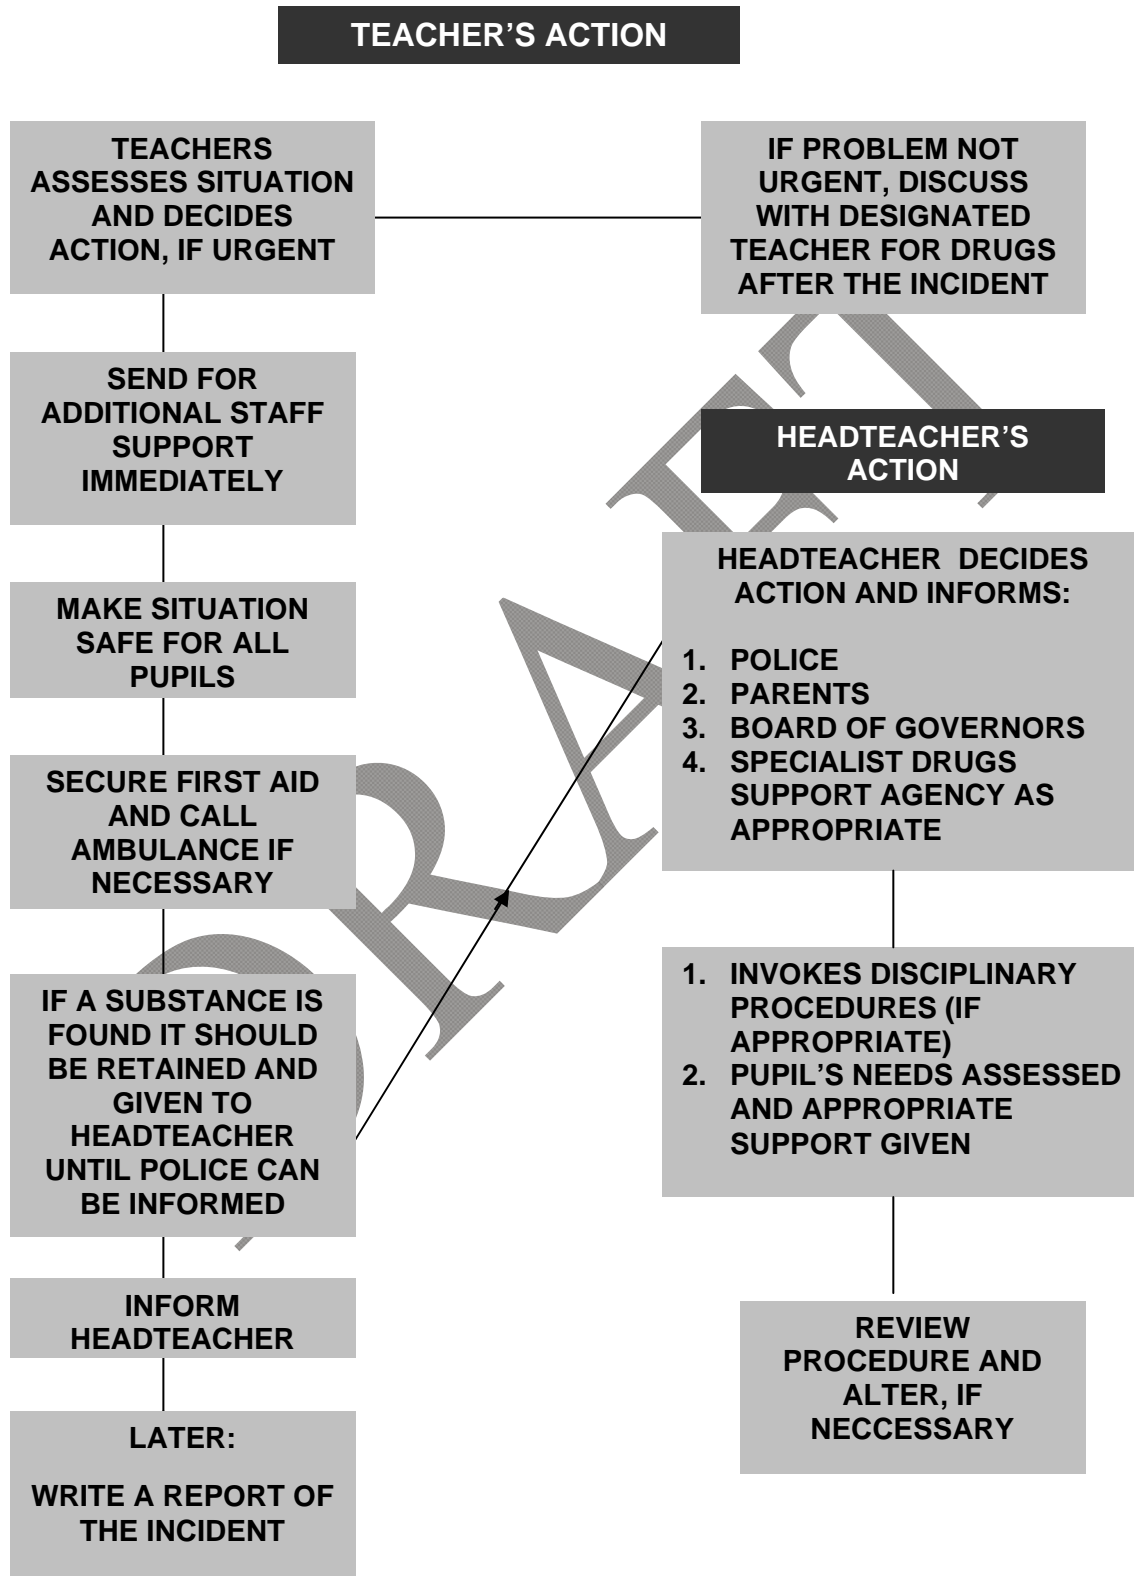 TEACHER’S ACTION
TEACHERS
ASSESSES SITUATION
AND DECIDES
ACTION, IF URGENT
IF PROBLEM NOT
URGENT, DISCUSS
WITH DESIGNATED
TEACHER FOR DRUGS
AFTER THE INCIDENT
SEND FOR
ADDITIONAL STAFF
SUPPORT
IMMEDIATELY
MAKE SITUATION
SAFE FOR ALL
PUPILS
SECURE FIRST AID
AND CALL
AMBULANCE IF
NECESSARY
IF A SUBSTANCE IS
FOUND IT SHOULD
BE RETAINED AND
GIVEN TO
HEADTEACHER
UNTIL POLICE CAN
BE INFORMED
INFORM
HEADTEACHER
LATER:
WRITE A REPORT OF
THE INCIDENT
HEADTEACHER’S
ACTION
HEADTEACHER DECIDES
ACTION AND INFORMS:
1. POLICE
2. PARENTS
3. BOARD OF GOVERNORS
4. SPECIALIST DRUGS
SUPPORT AGENCY AS
APPROPRIATE
1. INVOKES DISCIPLINARY
PROCEDURES (IF
APPROPRIATE)
2. PUPIL’S NEEDS ASSESSED
AND APPROPRIATE
SUPPORT GIVEN
REVIEW
PROCEDURE AND
ALTER, IF
NECCESSARY
DRAFT